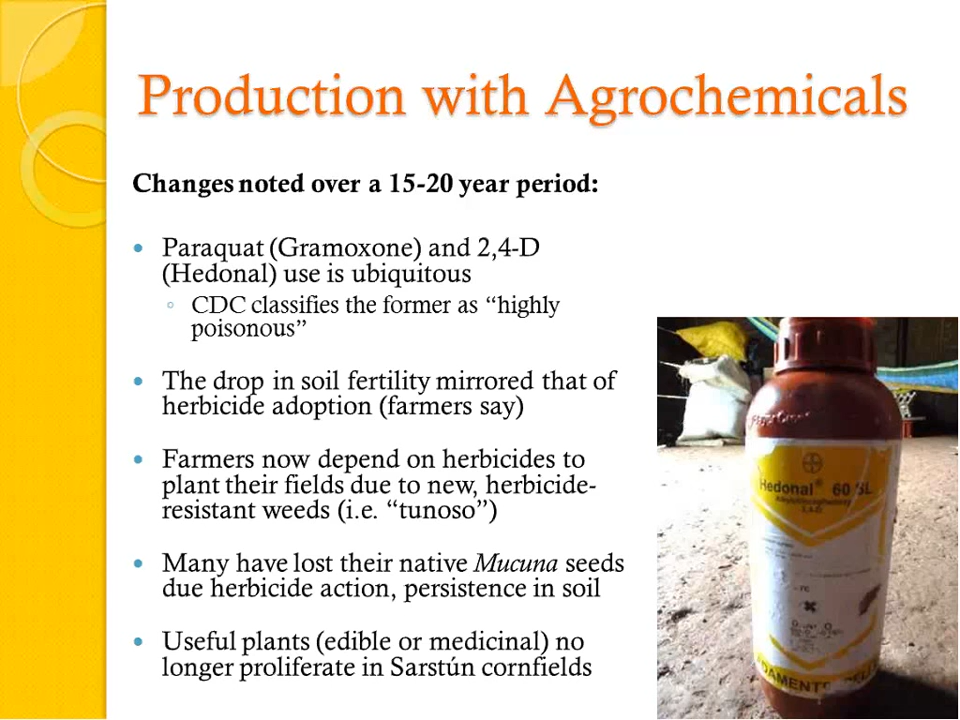 Production with Agrochemicals
Changes noted over a 15-20 year period:
Paraquat (Gramoxone) and 2,4-D
(Hedonal) use is ubiquitous
CDC classifies the former as “highly
poisonous”
The drop in soil fertility mirrored that of
herbicide adoption (farmers say)
Farmers now depend on herbicides to
plant their fields due to new, herbicide-
resistant weeds (i.e. “tunoso”)
Many have lost their native Mucuna seeds
due herbicide action, persistence in soil
Useful plants (edible or medicinal) no
longer proliferate in Sarstún cornfields
Hedonal® 60 SL